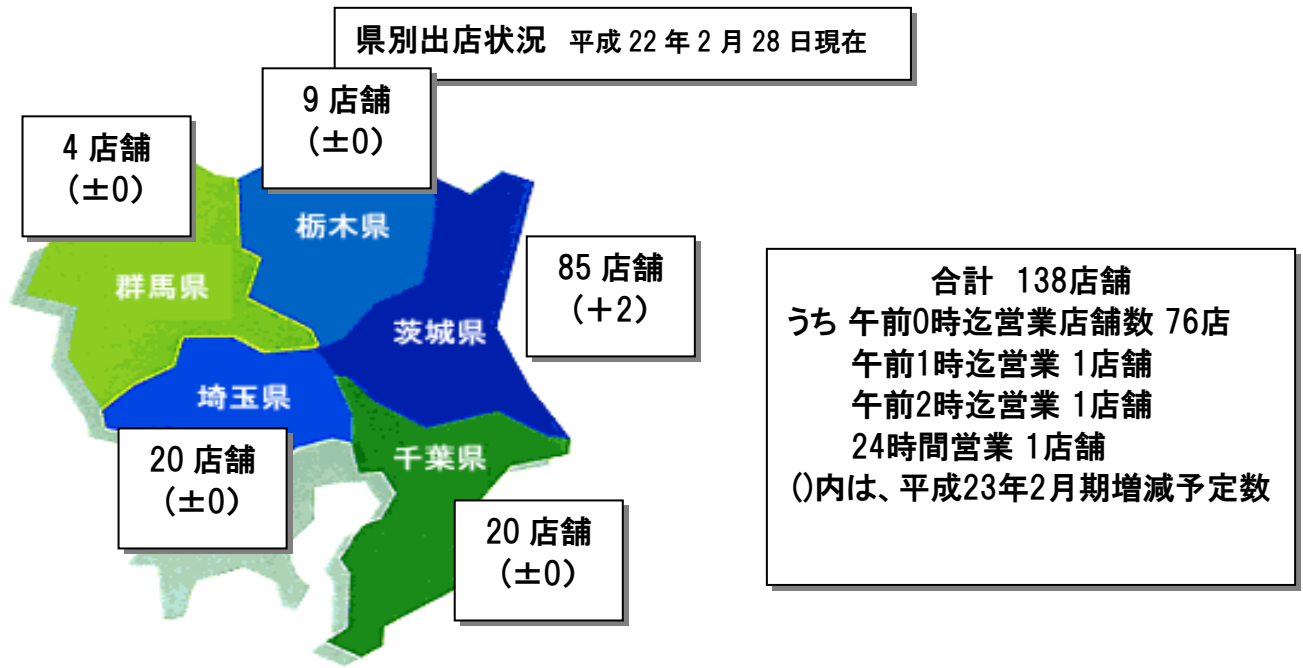 県別出店状況 平成22年2月28日現在
9店舗
(±0)
4店舗
(±0)
栃木県
群馬県
85店舗
(+2)
茨城県
埼玉県
20店舗
(±0)
千葉県
20店舗
(±0)
合計 138店舗
うち 午前0時迄営業店舗数 76店
午前1時迄営業 1店舗
午前2時迄営業 1店舗
24時間営業 1店舗
()内は、平成23年2月期増減予定数